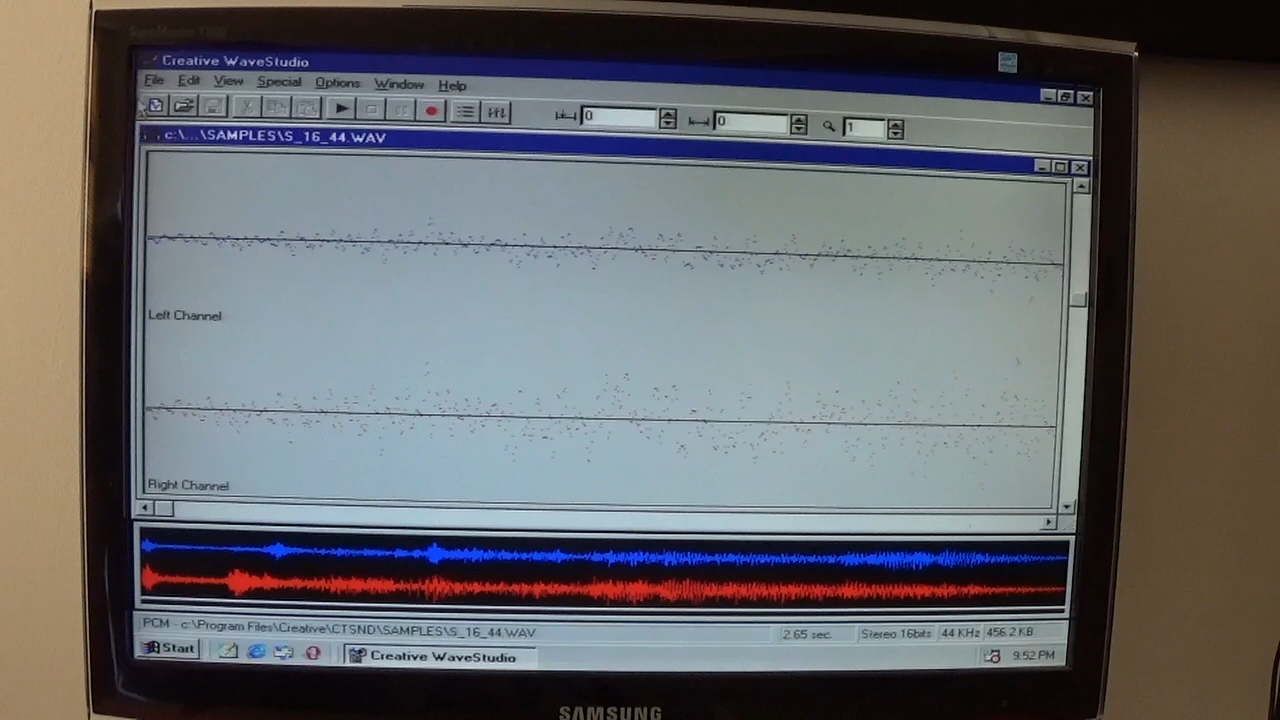 Creative WaveStudio
File Edit View Special Options Window Help
0 0 1
c:\...\SAMPLES\S_16_44.WAV
Left Channel
Right Channel
PCM - c:\Program Files\Creative\CTSND\SAMPLES\S_16_44.WAV 2.65 sec. Stereo 16bits 44 KHz 456.2 KB
Start Creative WaveStudio 9:52 PM
SAMSUNG